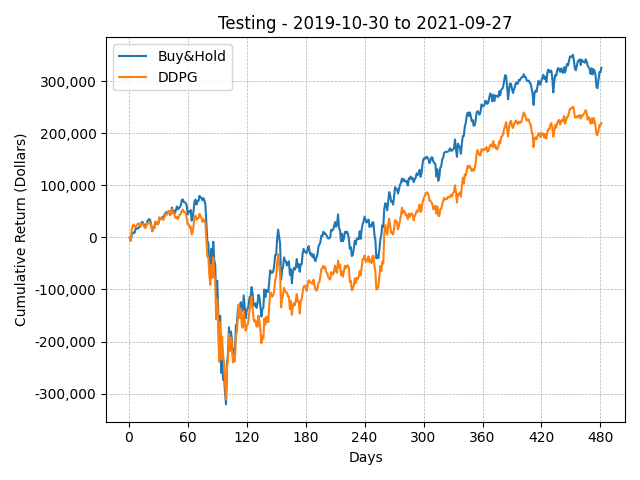 Testing - 2019-10-30 to 2021-09-27
Buy&Hold
DDPG
300,000
200,000
100,000
0
-100,000
-200,000
-300,000
Cumulative Return (Dollars)
0 60 120 180 240 300 360 420 480
Days